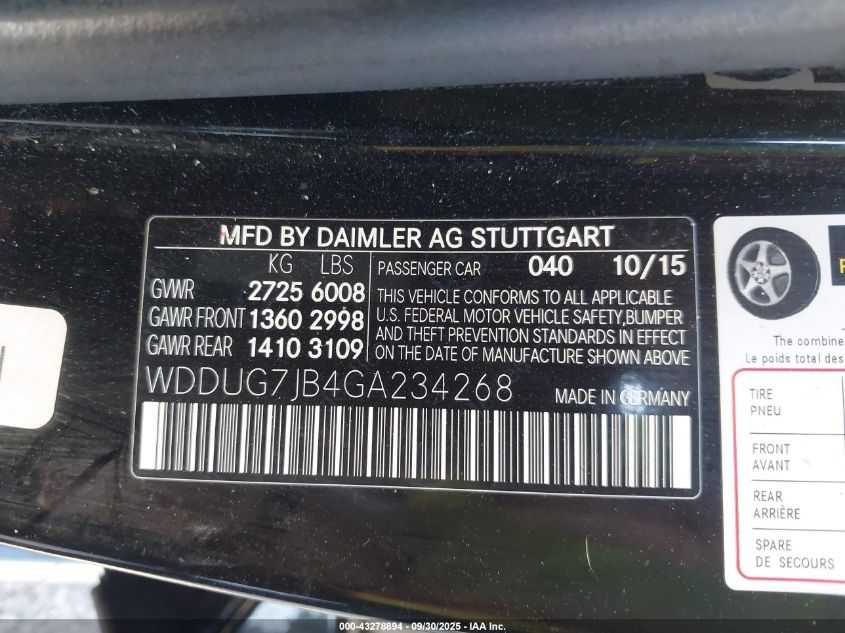 MFD BY DAIMLER AG STUTTGART
KG LBS
GVWR 2725 6008
GAWR FRONT 1360 2998
GAWR REAR 1410 3109
PASSENGER CAR 040 10/15
THIS VEHICLE CONFORMS TO ALL APPLICABLE
U.S. FEDERAL MOTOR VEHICLE SAFETY,BUMPER
AND THEFT PREVENTION STANDARDS IN EFFECT
ON THE DATE OF MANUFACTURE SHOWN ABOVE
WDDUG7JB4GA234268 MADE IN GERMANY
The combine
Le poids total des
TIRE
PNEU
FRONT
AVANT
REAR
ARRIÈRE
SPARE
DE SECOURS
000-43278894 - 09/30/2025 - IAA Inc.